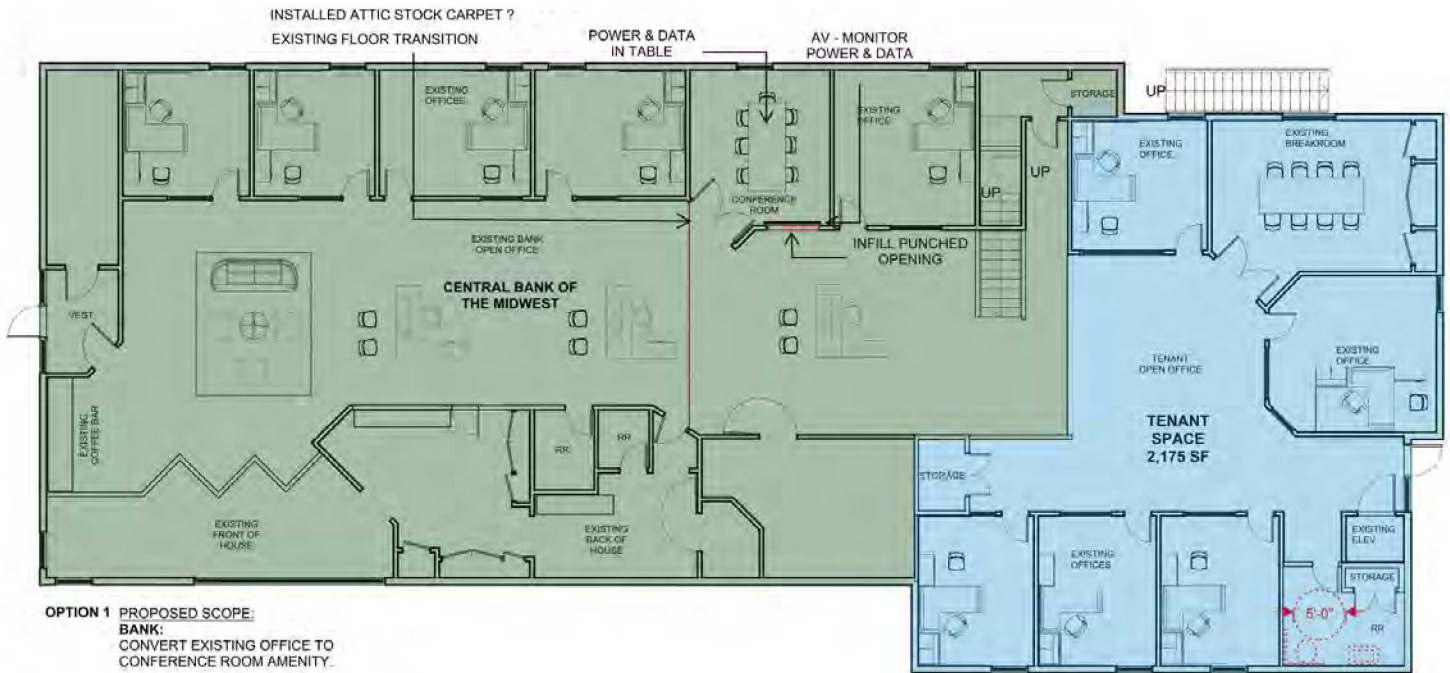 INSTALLED ATTIC STOCK CARPET ?
EXISTING FLOOR TRANSITION
POWER & DATA
IN TABLE
AV - MONITOR
POWER & DATA
EXISTING
OFFICES
EXISTING
OFFICE
STORAGE
UP
UP
UP
EXISTING
OFFICE
EXISTING
BREAKROOM
CONFERENCE
ROOM
INFILL PUNCHED
OPENING
EXISTING BANK
OPEN OFFICE
CENTRAL BANK OF
THE MIDWEST
VEST
EXISTING
COFFEE BAR
TENANT
OPEN OFFICE
EXISTING
OFFICE
TENANT
SPACE
2,175 SF
RR
RR
STORAGE
EXISTING
FRONT OF
HOUSE
EXISTING
BACK OF
HOUSE
EXISTING
OFFICES
EXISTING
ELEV
STORAGE
5'-0"
RR
OPTION 1 PROPOSED SCOPE:
BANK:
CONVERT EXISTING OFFICE TO
CONFERENCE ROOM AMENITY.